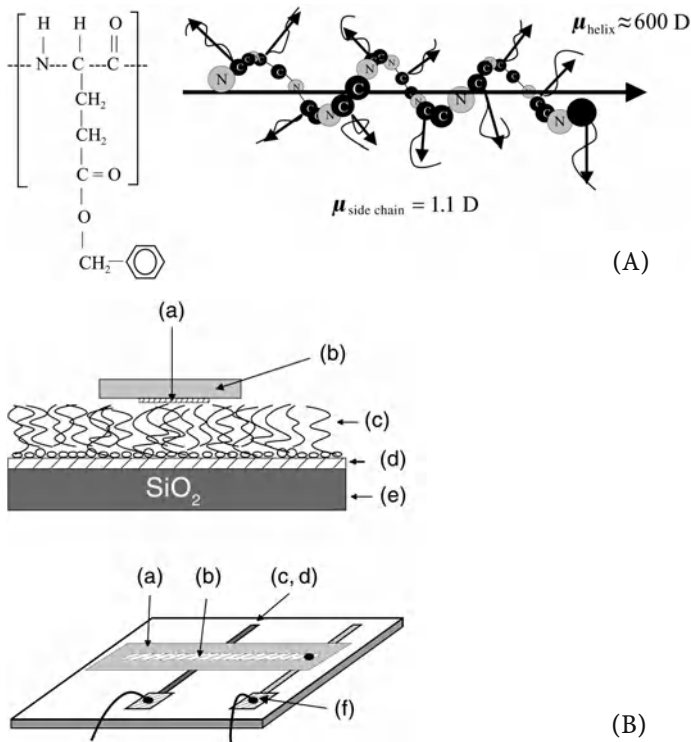 H H O
N C C
CH₂
CH₂
C=O
O
CH₂
N C C N C C N C C C N C C N C C C N C C N C C N
μhelix≈600 D
μside chain = 1.1 D
(A)
(a)
(b)
(c)
(d)
SiO₂
(e)
(a) (b) (c, d)
(f)
(B)